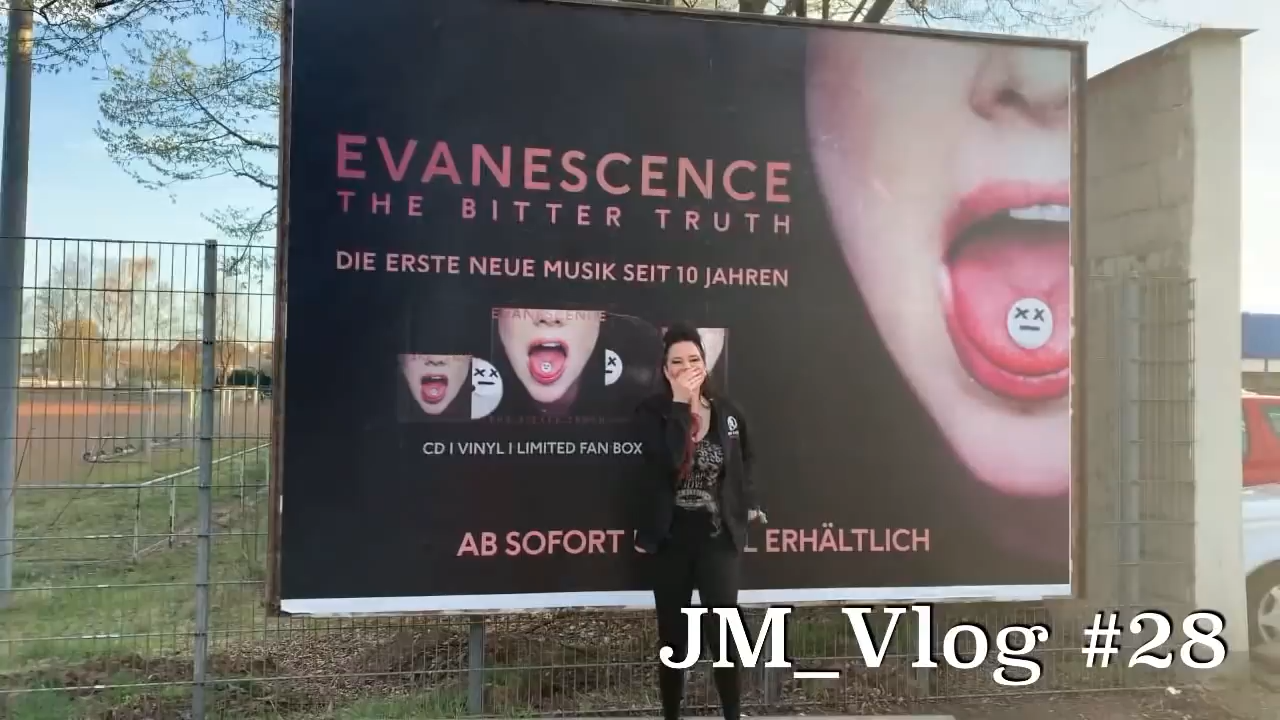 EVANESCENCE
THE BITTER TRUTH
DIE ERSTE NEUE MUSIK SEIT 10 JAHREN
EVANESCENCE
CD I VINYL I LIMITED FAN BOX
AB SOFORT ERHÄLTLICH
JM_Vlog #28